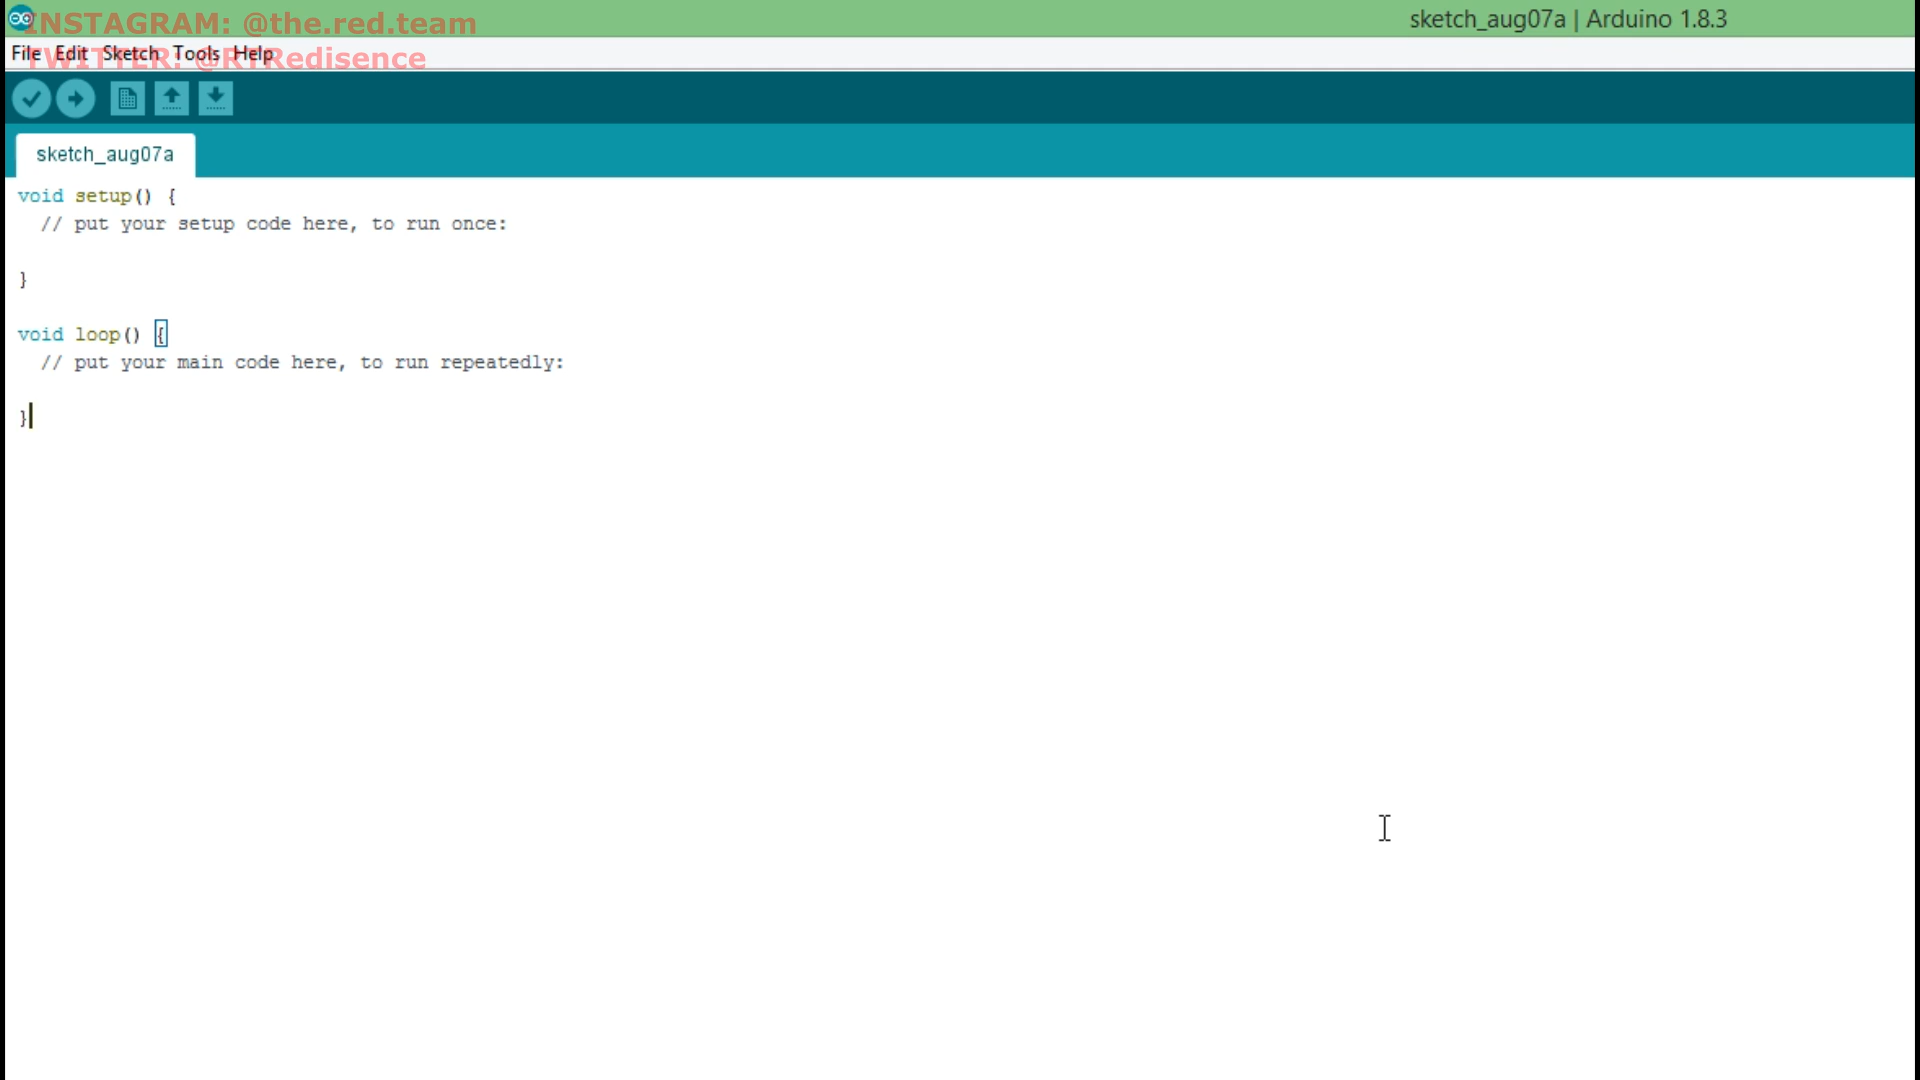 INSTAGRAM: @the.red.team
sketch_aug07a | Arduino 1.8.3
TWITTER: @RTRedisence
File Edit Sketch Tools Help
sketch_aug07a
void setup() {
  // put your setup code here, to run once:
}
void loop() {
  // put your main code here, to run repeatedly:
}